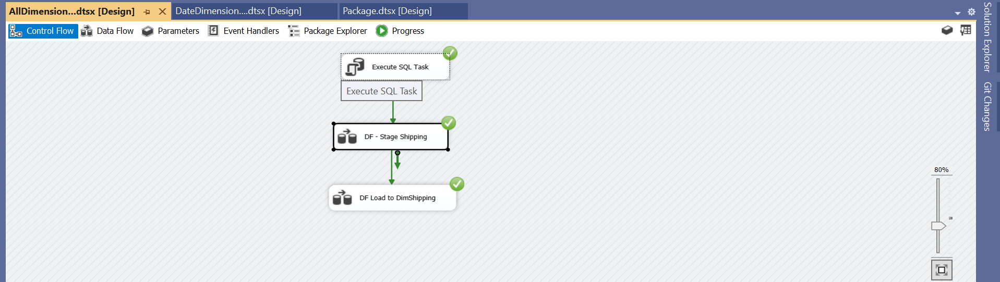 AllDimension...dtsx [Design]
DateDimension....dtsx [Design]
Package.dtsx [Design]
Control Flow
Data Flow
Parameters
Event Handlers
Package Explorer
Progress
Solution Explorer
Git Changes
Execute SQL Task
Execute SQL Task
DF - Stage Shipping
DF Load to DimShipping
80%